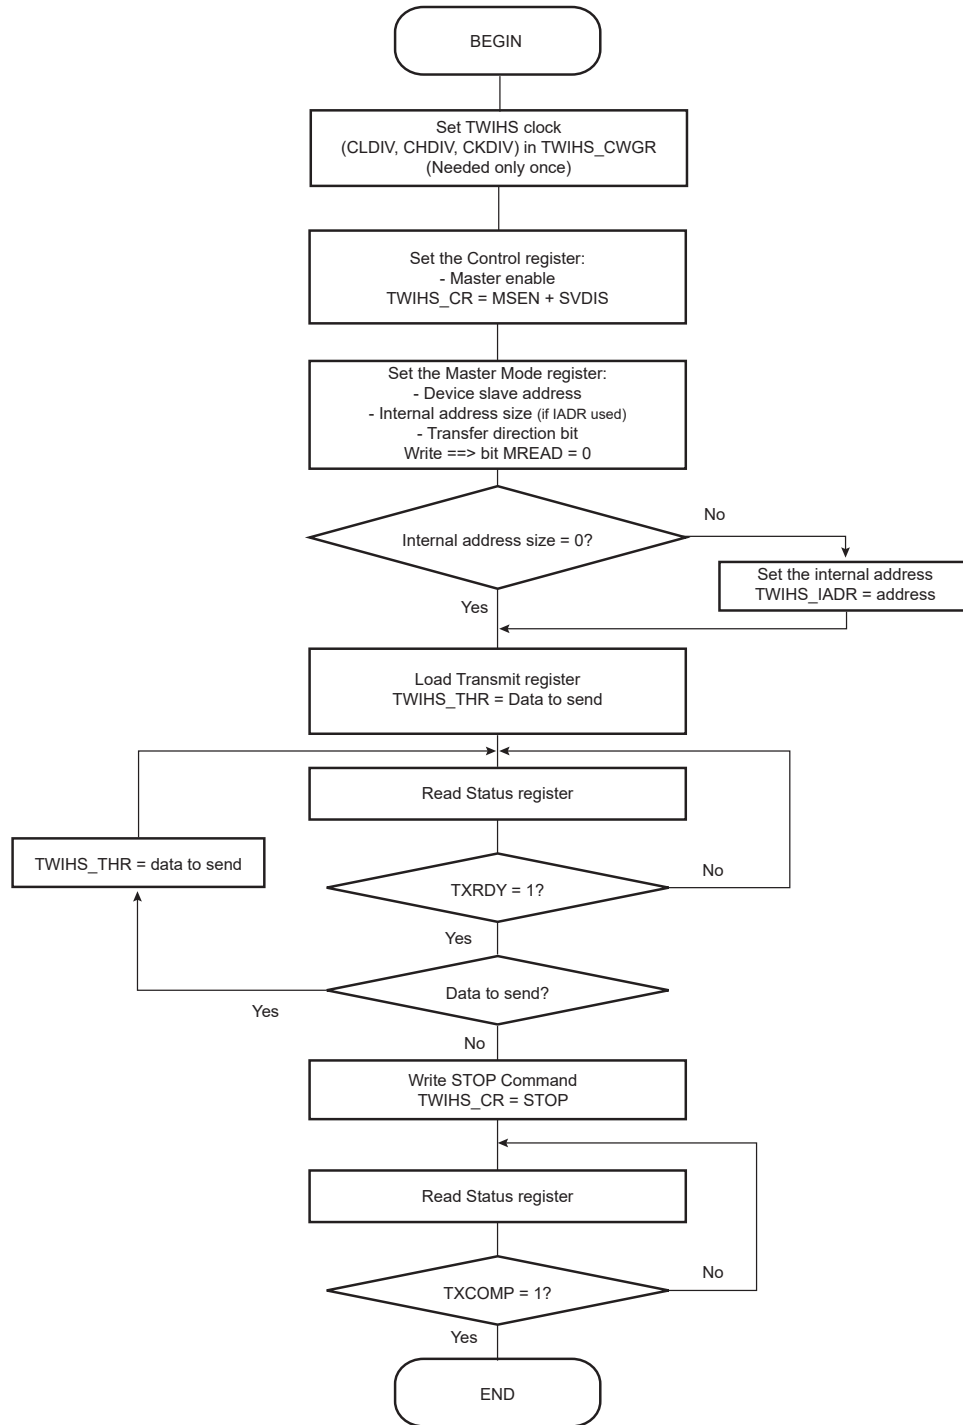 BEGIN
Set TWIHS clock
(CLDIV, CHDIV, CKDIV) in TWIHS_CWGR
(Needed only once)
Set the Control register:
- Master enable
TWIHS_CR = MSEN + SVDIS
Set the Master Mode register:
- Device slave address
- Internal address size (if IADR used)
- Transfer direction bit
Write ==> bit MREAD = 0
Internal address size = 0?
No
Set the internal address
TWIHS_IADR = address
Yes
Load Transmit register
TWIHS_THR = Data to send
Read Status register
TWIHS_THR = data to send
TXRDY = 1?
No
Yes
Data to send?
Yes
No
Write STOP Command
TWIHS_CR = STOP
Read Status register
No
TXCOMP = 1?
Yes
END